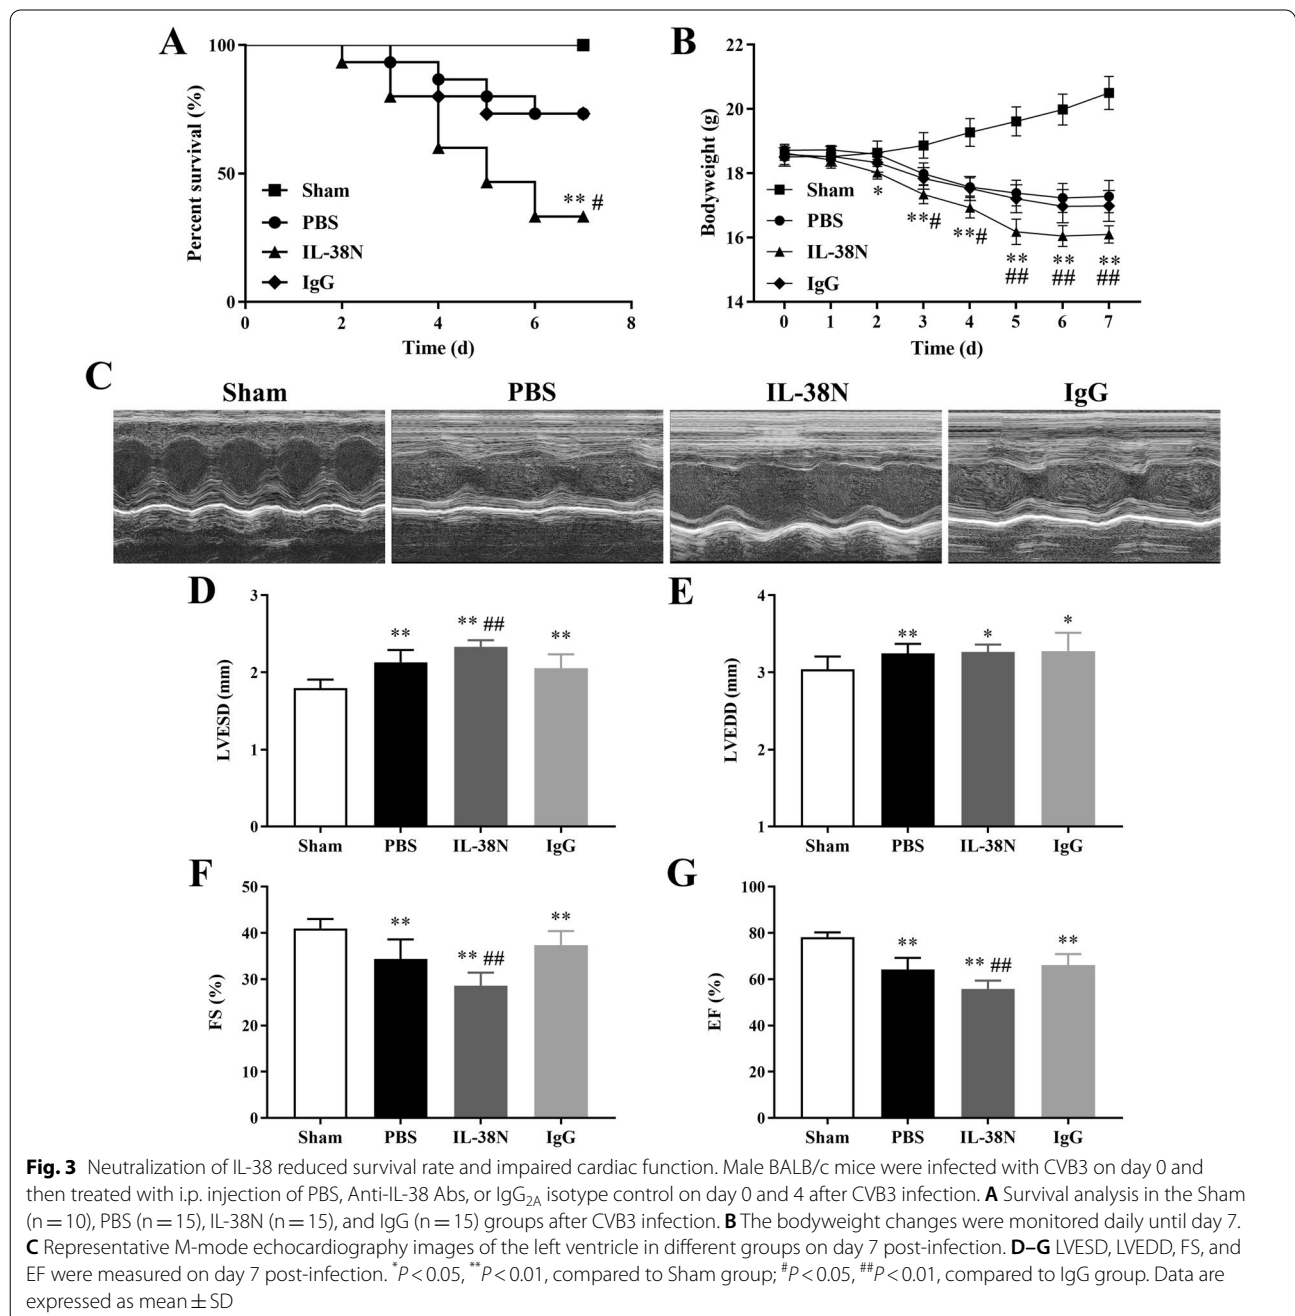 A
Percent survival (%)
100
50
0
Sham
PBS
IL-38N
IgG
** #
0 2 4 6 8
Time (d)
B
Bodyweight (g)
22
20
18
16
14
Sham
PBS
IL-38N
IgG
*
**#
**#
** ** **
## ## ##
0 1 2 3 4 5 6 7
Time (d)
C
Sham PBS IL-38N IgG
D
LVESD (mm)
3
2
1
0
** ** ## **
Sham PBS IL-38N IgG
E
LVEDD (mm)
4
3
2
1
** * *
Sham PBS IL-38N IgG
F
FS (%)
50
40
30
20
10
0
** ** ## **
Sham PBS IL-38N IgG
G
EF (%)
100
80
60
40
20
0
** ** ## **
Sham PBS IL-38N IgG
Fig. 3 Neutralization of IL-38 reduced survival rate and impaired cardiac function. Male BALB/c mice were infected with CVB3 on day 0 and
then treated with i.p. injection of PBS, Anti-IL-38 Abs, or IgG2A isotype control on day 0 and 4 after CVB3 infection. A Survival analysis in the Sham
(n = 10), PBS (n = 15), IL-38N (n = 15), and IgG (n = 15) groups after CVB3 infection. B The bodyweight changes were monitored daily until day 7.
C Representative M-mode echocardiography images of the left ventricle in different groups on day 7 post-infection. D–G LVESD, LVEDD, FS, and
EF were measured on day 7 post-infection. *P < 0.05, **P < 0.01, compared to Sham group; #P < 0.05, ##P < 0.01, compared to IgG group. Data are
expressed as mean ± SD